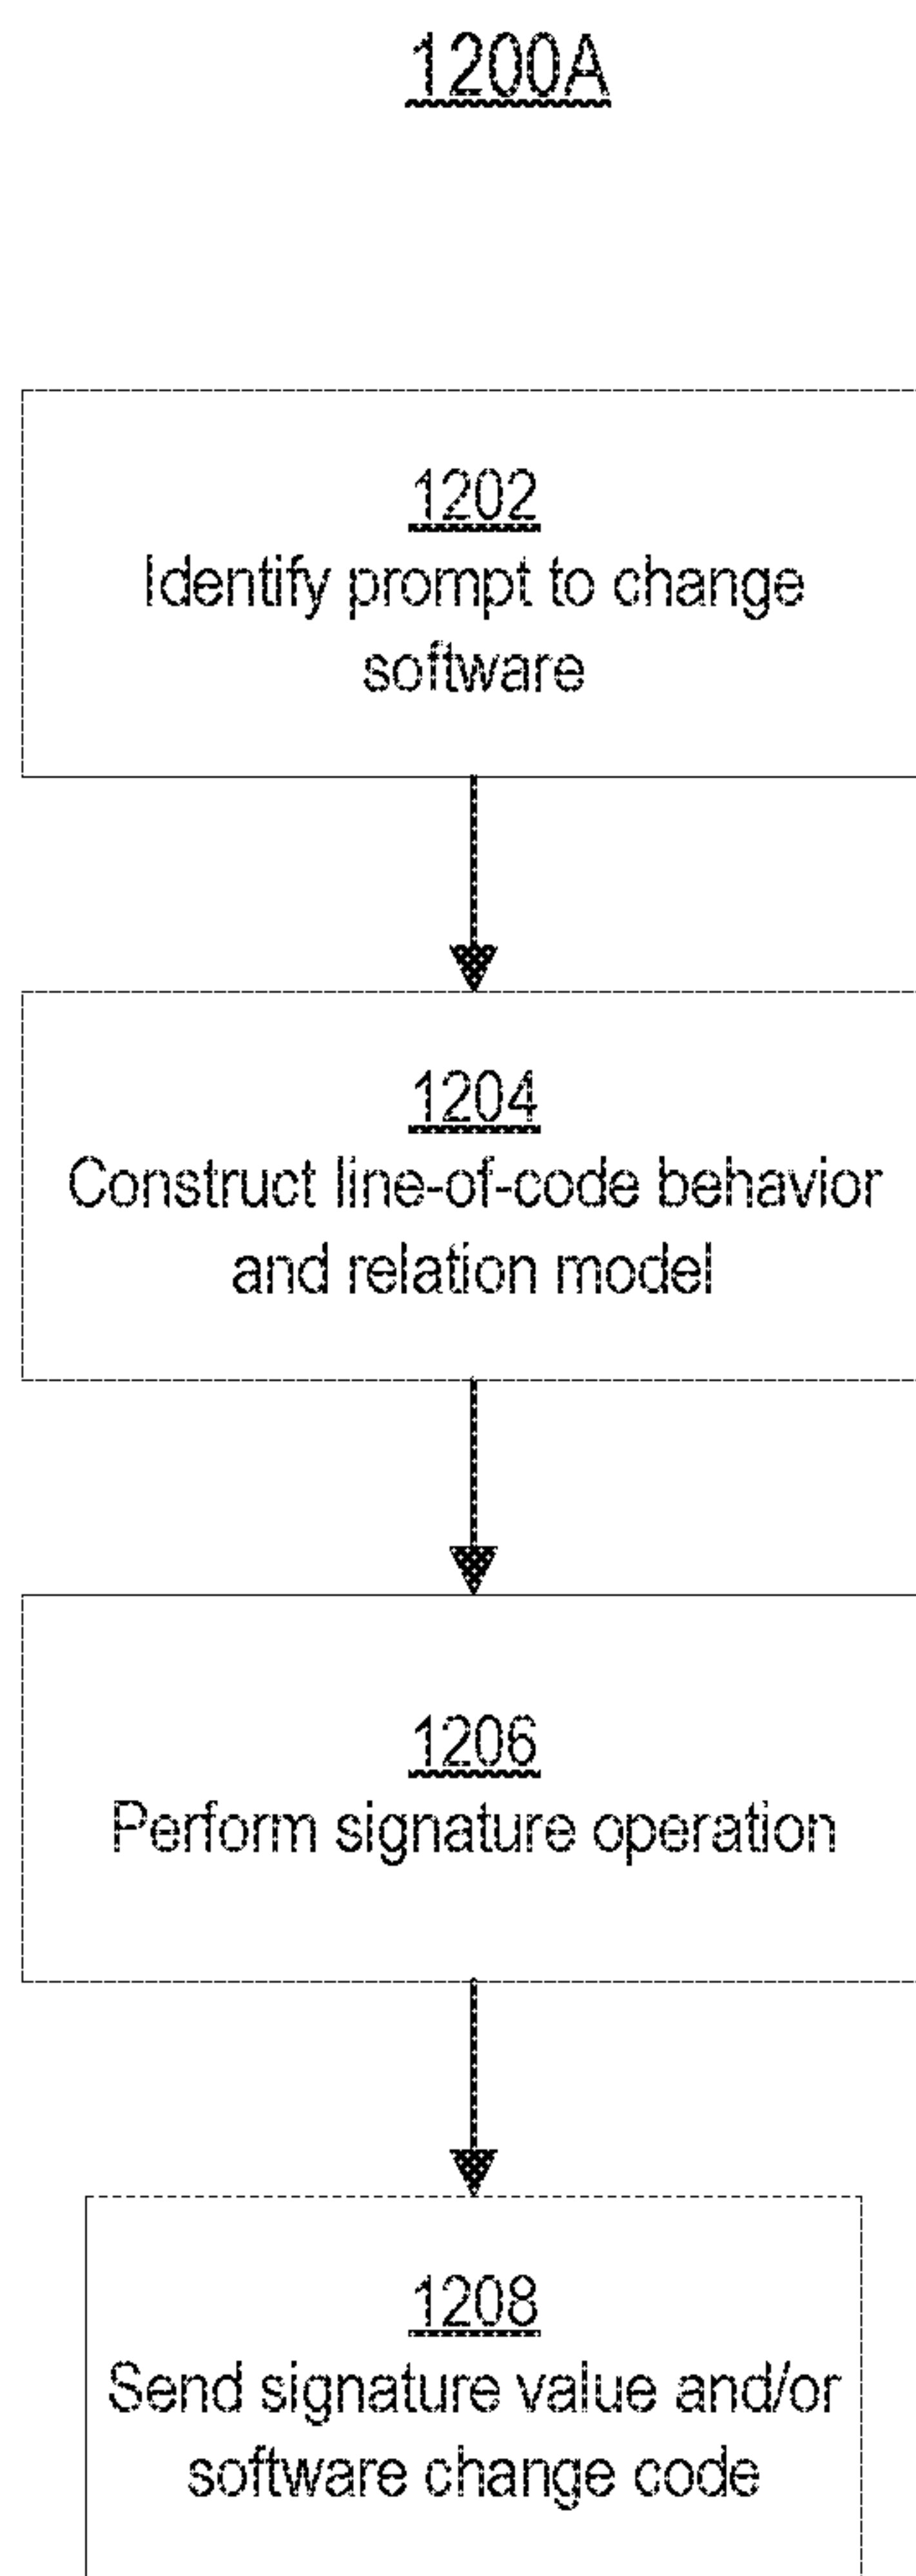 1200A
1202
Identify prompt to change
software
1204
Construct line-of-code behavior
and relation model
1206
Perform signature operation
1208
Send signature value and/or
software change code